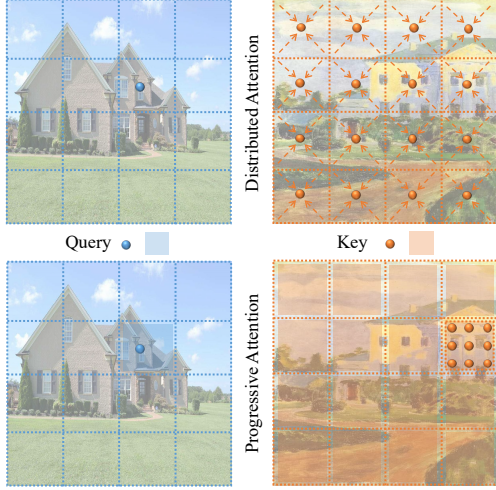 Distributed Attention
Query
Key
Progressive Attention